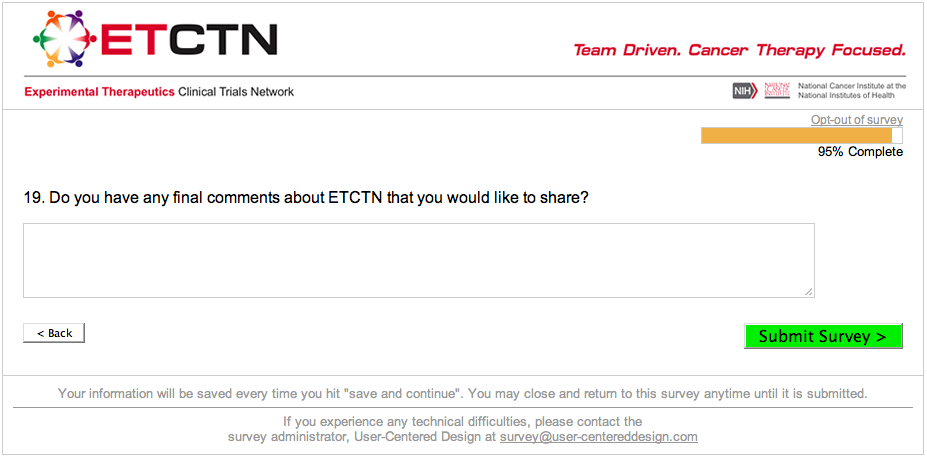 ETCTN
Team Driven. Cancer Therapy Focused.
Experimental Therapeutics Clinical Trials Network
NIH
NATIONAL
CANCER
INSTITUTE
National Cancer Institute at the
National Institutes of Health
Opt-out of survey
95% Complete
19. Do you have any final comments about ETCTN that you would like to share?
< Back
Submit Survey >
Your information will be saved every time you hit "save and continue". You may close and return to this survey anytime until it is submitted.
If you experience any technical difficulties, please contact the
survey administrator, User-Centered Design at survey@user-centereddesign.com